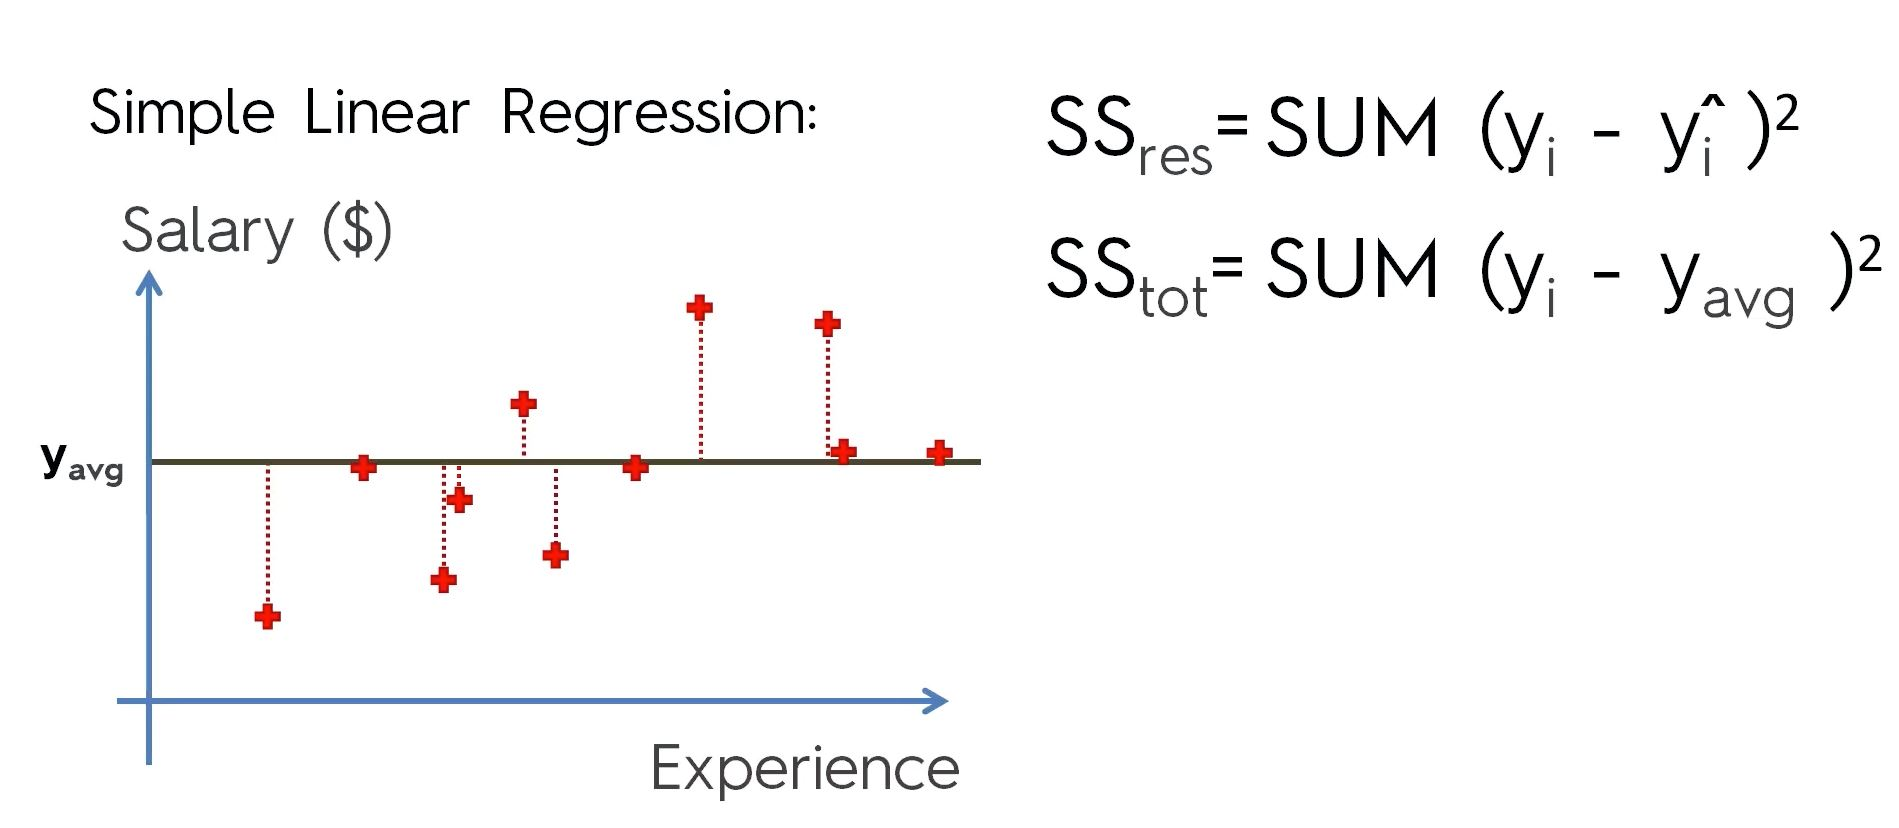 Simple Linear Regression:
SSres= SUM (yi - yi^ )²
Salary ($)
SStot= SUM (yi - yavg )²
yavg
Experience